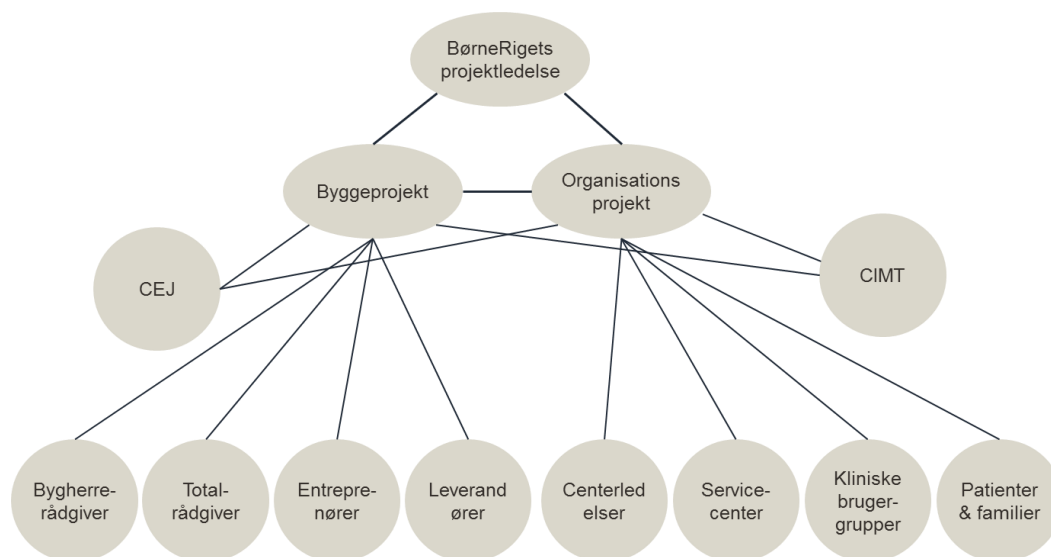 BørneRigets
projektledelse
Byggeprojekt
Organisations
projekt
CEJ
CIMT
Bygherre-
rådgiver
Total-
rådgiver
Entrepre-
nører
Leverand
ører
Centerled
elser
Service-
center
Kliniske
bruger-
grupper
Patienter
& familier